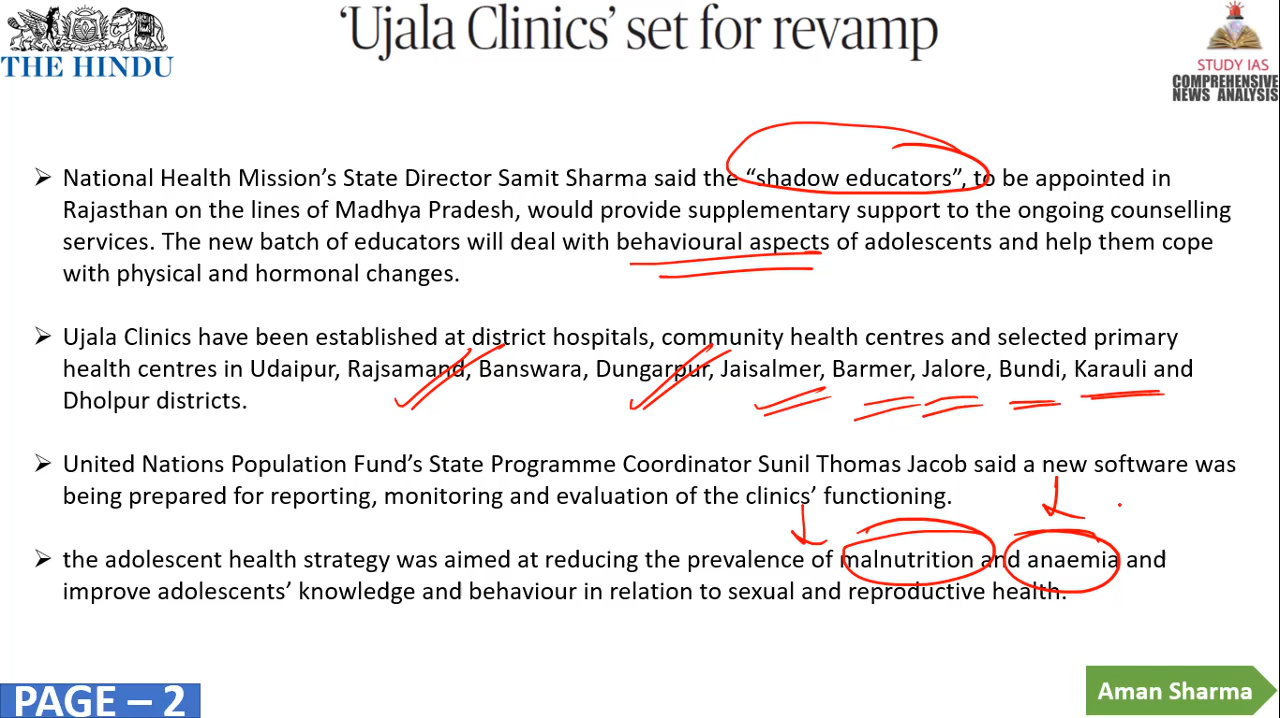 'Ujala Clinics' set for revamp
THE HINDU
STUDY IAS
COMPREHENSIVE
NEWS ANALYSIS
➢ National Health Mission's State Director Samit Sharma said the "shadow educators", to be appointed in
Rajasthan on the lines of Madhya Pradesh, would provide supplementary support to the ongoing counselling
services. The new batch of educators will deal with behavioural aspects of adolescents and help them cope
with physical and hormonal changes.
➢ Ujala Clinics have been established at district hospitals, community health centres and selected primary
health centres in Udaipur, Rajsamand, Banswara, Dungarpur, Jaisalmer, Barmer, Jalore, Bundi, Karauli and
Dholpur districts.
➢ United Nations Population Fund's State Programme Coordinator Sunil Thomas Jacob said a new software was
being prepared for reporting, monitoring and evaluation of the clinics' functioning.
➢ the adolescent health strategy was aimed at reducing the prevalence of malnutrition and anaemia and
improve adolescents' knowledge and behaviour in relation to sexual and reproductive health.
PAGE – 2
Aman Sharma